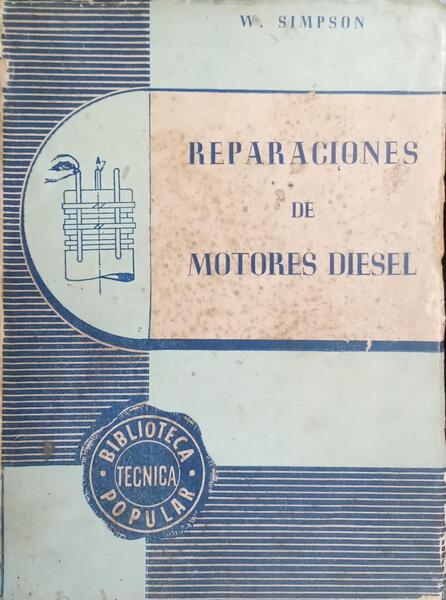 W. SIMPSON
REPARACIONES
DE
MOTORES DIESEL
BIBLIOTECA
TECNICA
POPULAR